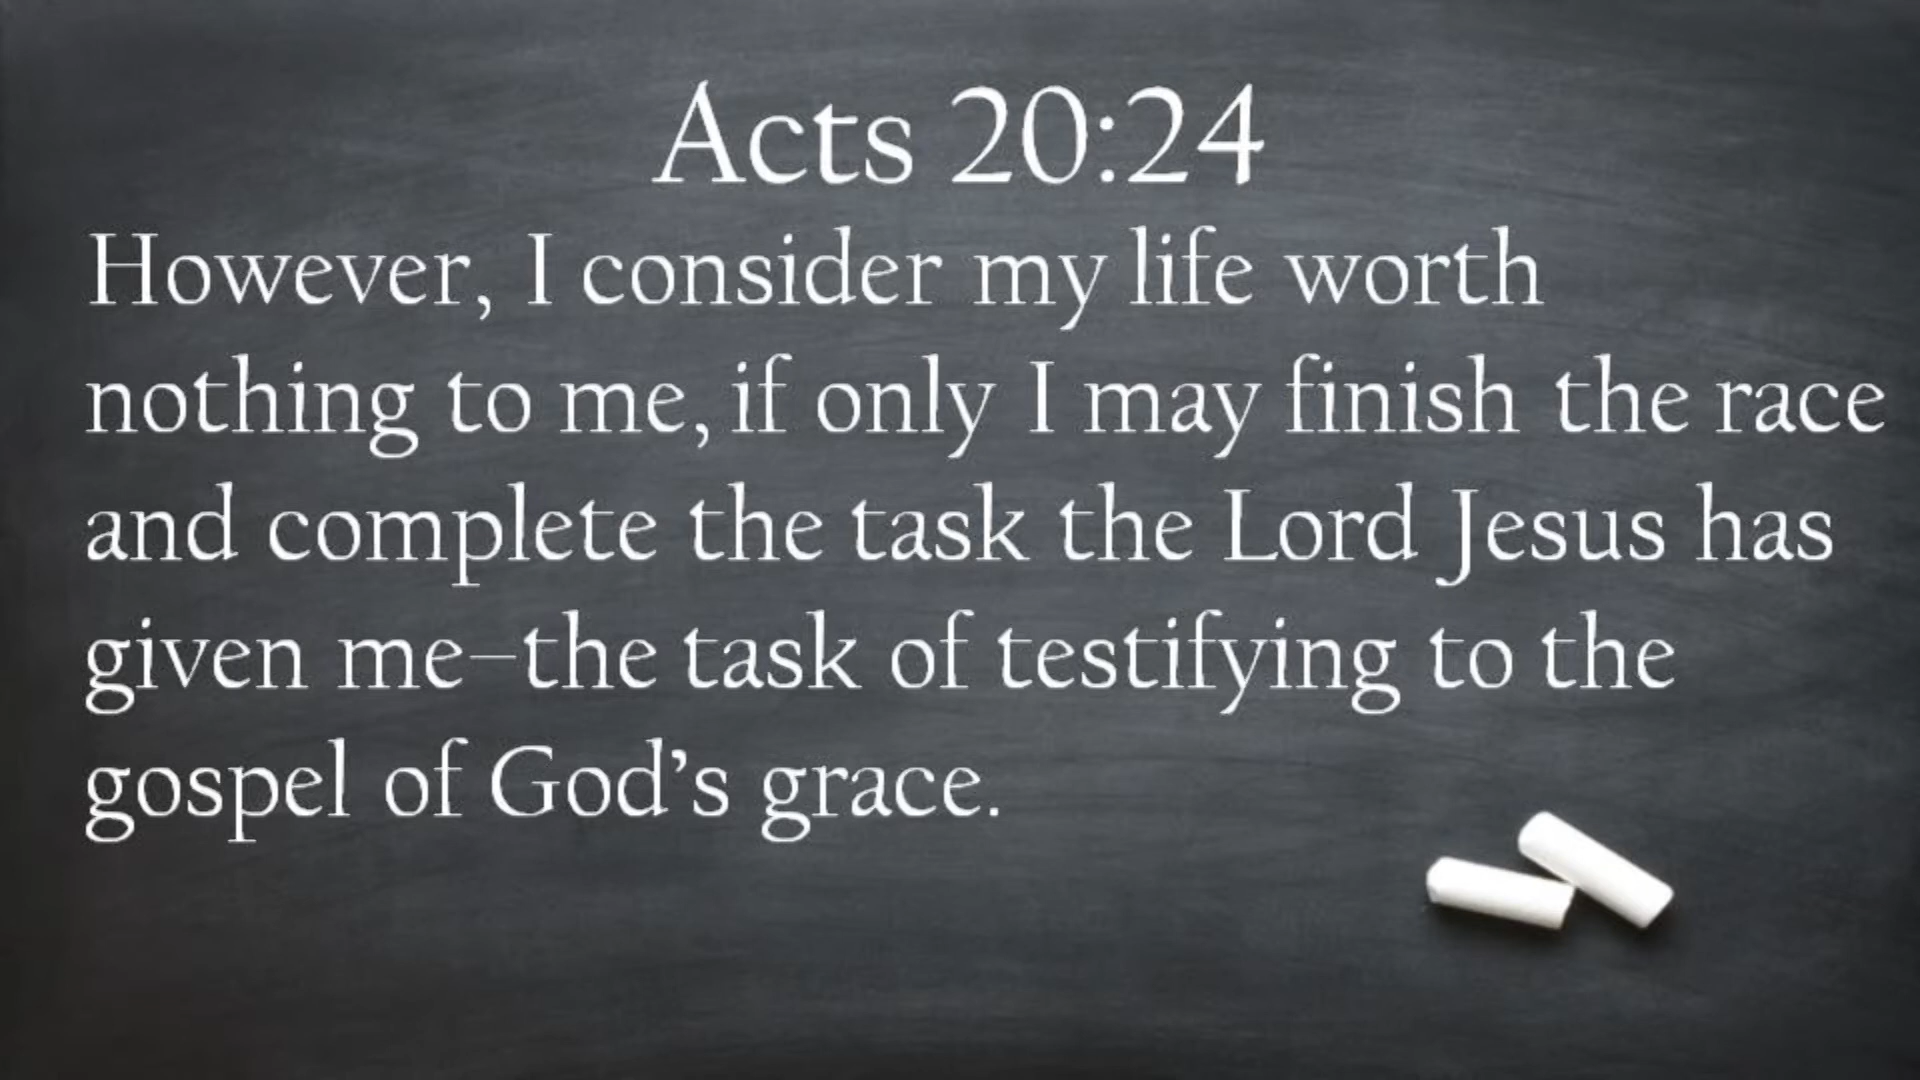 Acts 20:24
However, I consider my life worth
nothing to me, if only I may finish the race
and complete the task the Lord Jesus has
given me–the task of testifying to the
gospel of God’s grace.